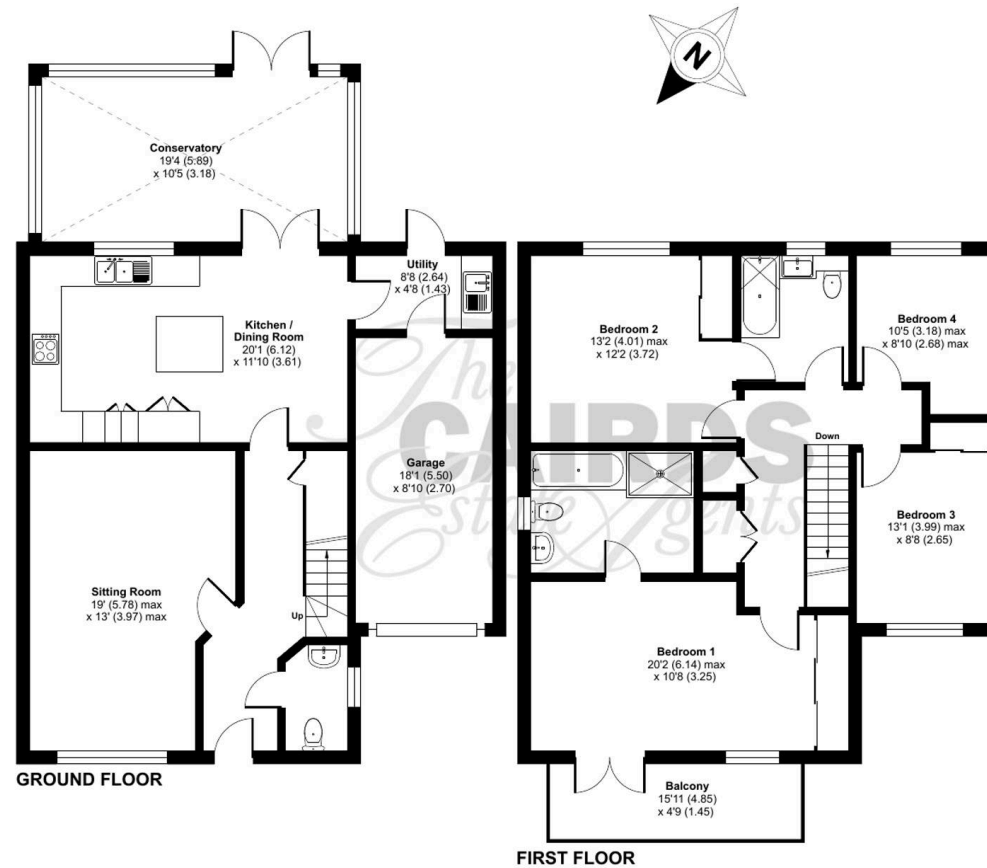 N
Conservatory
19'4 (5.89)
x 10'5 (3.18)
Utility
8'8 (2.64)
x 4'8 (1.43)
Kitchen /
Dining Room
20'1 (6.12)
x 11'10 (3.61)
Garage
18'1 (5.50)
x 8'10 (2.70)
Sitting Room
19' (5.78) max
x 13' (3.97) max
Up
GROUND FLOOR
Bedroom 2
13'2 (4.01) max
x 12'2 (3.72)
Bedroom 4
10'5 (3.18) max
x 8'10 (2.68) max
Down
Bedroom 3
13'1 (3.99) max
x 8'8 (2.65)
Bedroom 1
20'2 (6.14) max
x 10'8 (3.25)
Balcony
15'11 (4.85)
x 4'9 (1.45)
FIRST FLOOR
The
CAIRDS
Estate Agents